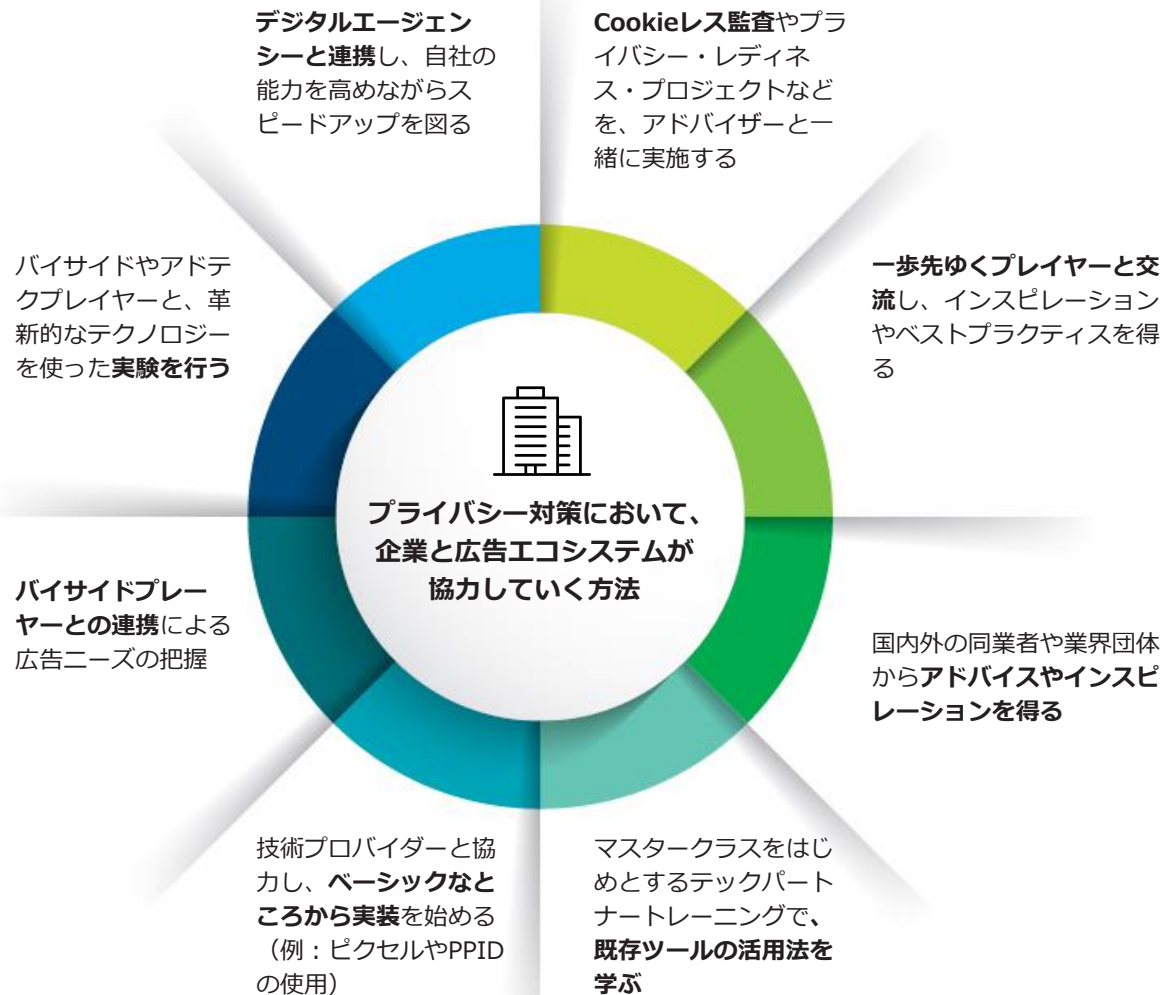 デジタルエージェン
シーと連携し、自社の
能力を高めながらス
ピードアップを図る
Cookieレス監査やプラ
イバシー・レディネ
ス・プロジェクトなど
を、アドバイザーと一
緒に実施する
バイサイドやアドテ
クプレイヤーと、革
新的なテクノロジー
を使った実験を行う
一歩先ゆくプレイヤーと交
流し、インスピレーション
やベストプラクティスを得
る
プライバシー対策において、
企業と広告エコシステムが
協力していく方法
バイサイドプレー
ヤーとの連携による
広告ニーズの把握
国内外の同業者や業界団体
からアドバイスやインスピ
レーションを得る
技術プロバイダーと協
力し、ベーシックなと
ころから実装を始める
（例：ピクセルやPPID
の使用）
マスタークラスをはじ
めとするテックパート
ナートレーニングで、
既存ツールの活用法を
学ぶ